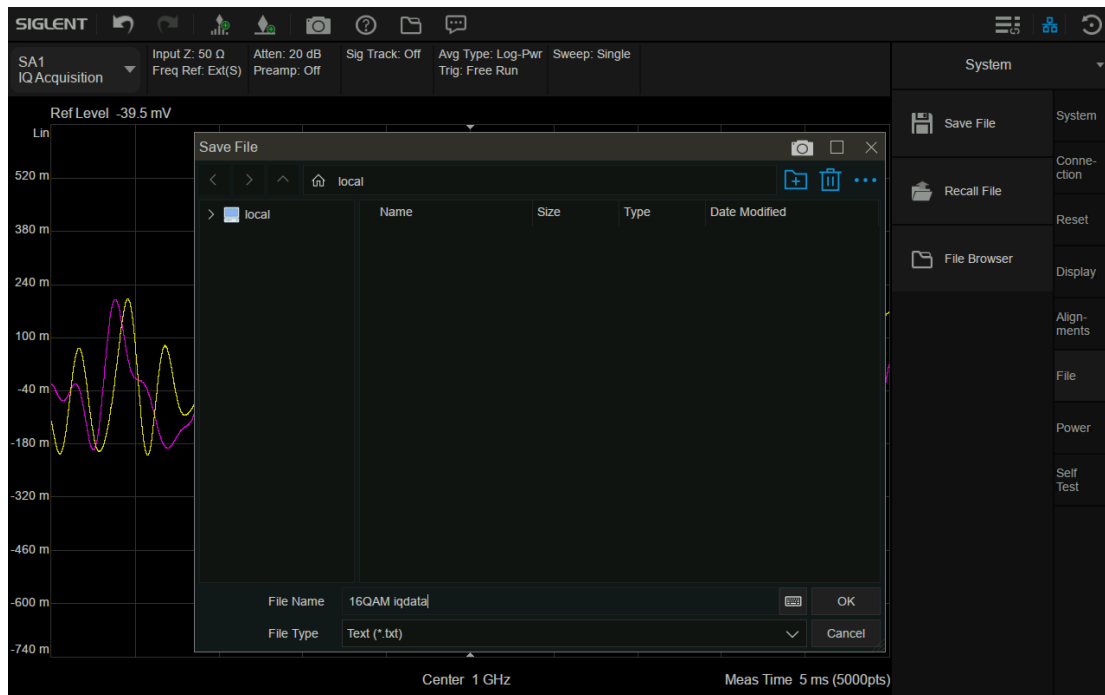 SIGLENT
SA1
IQ Acquisition
Input Z: 50 Ω
Freq Ref: Ext(S)
Atten: 20 dB
Preamp: Off
Sig Track: Off
Avg Type: Log-Pwr
Trig: Free Run
Sweep: Single
System
Ref Level -39.5 mV
Lin
520 m
380 m
240 m
100 m
-40 m
-180 m
-320 m
-460 m
-600 m
-740 m
Save File
local
local
Name Size Type Date Modified
File Name 16QAM iqdata
OK
File Type Text (*.txt)
Cancel
Center 1 GHz
Meas Time 5 ms (5000pts)
Save File
Recall File
File Browser
System
Conne-
ction
Reset
Display
Align-
ments
File
Power
Self
Test